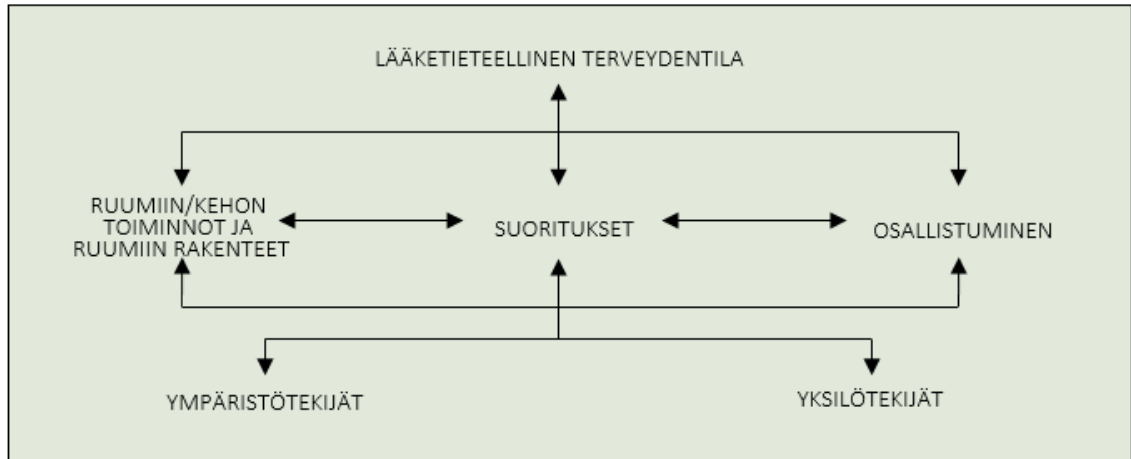 LÄÄKETIETEELLINEN TERVEYDENTILA
RUUMIIN/KEHON
TOIMINNOT JA
RUUMIIN RAKENTEET
SUORITUKSET
OSALLISTUMINEN
YMPÄRISTÖTEKIJÄT
YKSILÖTEKIJÄT